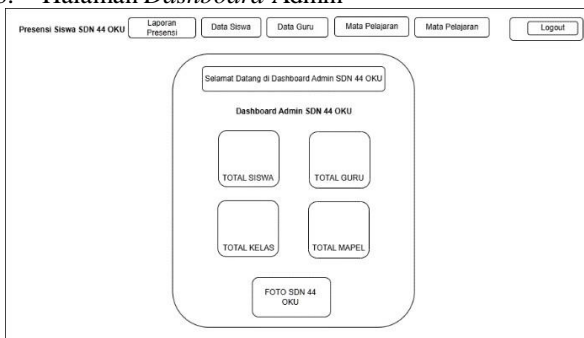 Halaman Dashboard Admin
Presensi Siswa SDN 44 OKU
Laporan
Presensi
Data Siswa
Data Guru
Mata Pelajaran
Mata Pelajaran
Logout
Selamat Datang di Dashboard Admin SDN 44 OKU
Dashboard Admin SDN 44 OKU
TOTAL SISWA
TOTAL GURU
TOTAL KELAS
TOTAL MAPEL
FOTO SDN 44
OKU